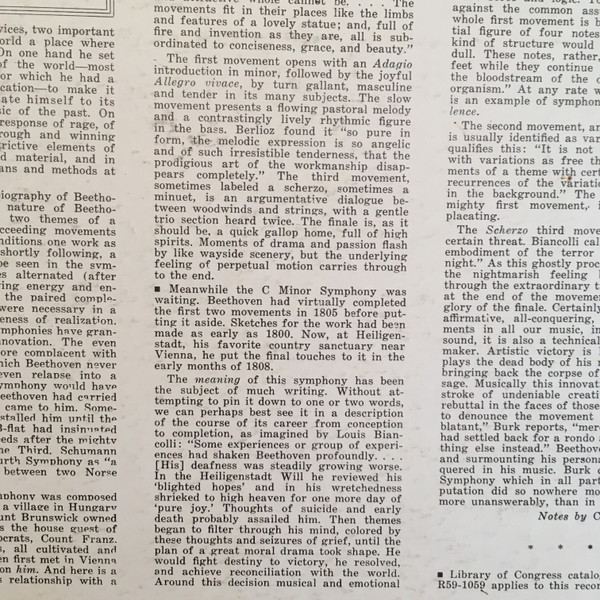 vices, two important
orld a place where
On one hand he set
of the world—most
or which he had a
cation—to make it
ate himself to its
sic of the past. On
response of rage, of
rough and winning
trictive elements of
d material, and in
ans and methods at
iography of Beetho-
nature of Beetho-
two themes of a
cceeding movements
nditions one work as
shortly following, a
be seen in the sym-
es alternated (after
ring energy and en-
the paired comple-
were necessary in a
eness of realization.
mphonies have gran-
nnovation. The even
ore complacent with
hich Beethoven never
even relapse into a
ymphony would have
Beethoven had carried
came to him. Some-
stalled him until the
B-flat had insinuated
eeds after the mighty
he Third. Schumann
urth Symphony as "a
between two Norse
phony was composed
a village in Hungary
unt Brunswick owned
s the house guest of
ocrats, Count Franz.
s, all cultivated and
en first met in Vienna
on him. And here is a
s relationship with a
whole cannot be. . . . The
movements fit in their places like the limbs
and features of a lovely statue; and, full of
fire and invention as they are, all is sub-
ordinated to conciseness, grace, and beauty."
The first movement opens with an Adagio
introduction in minor, followed by the joyful
Allegro vivace, by turn gallant, masculine
and tender in its many subjects. The slow
movement presents a flowing pastoral melody
and a contrastingly lively rhythmic figure
in the bass. Berlioz found it "so pure in
form, the melodic expression is so angelic
and of such irresistible tenderness, that the
prodigious art of the workmanship disap-
pears completely." The third movement,
sometimes labeled a scherzo, sometimes a
minuet, is an argumentative dialogue be-
tween woodwinds and strings, with a gentle
trio section heard twice. The finale is, as it
should be, a quick gallop home, full of high
spirits. Moments of drama and passion flash
by like wayside scenery, but the underlying
feeling of perpetual motion carries through
to the end.
■ Meanwhile the C Minor Symphony was
waiting. Beethoven had virtually completed
the first two movements in 1805 before put-
ting it aside. Sketches for the work had been
made as early as 1800. Now, at Heiligen-
stadt, his favorite country sanctuary near
Vienna, he put the final touches to it in the
early months of 1808.
The meaning of this symphony has been
the subject of much writing. Without at-
tempting to pin it down to one or two words,
we can perhaps best see it in a description
of the course of its career from conception
to completion, as imagined by Louis Bian-
colli: "Some experiences or group of experi-
ences had shaken Beethoven profoundly. . . .
[His] deafness was steadily growing worse.
In the Heiligenstadt Will he reviewed his
'blighted hopes' and in his wretchedness
shrieked to high heaven for one more day of
'pure joy.' Thoughts of suicide and early
death probably assailed him. Then themes
began to filter through his mind, colored by
these thoughts and seizures of grief, until the
plan of a great moral drama took shape. He
would fight destiny to victory, he resolved,
and achieve reconciliation with the world.
Around this decision musical and emotional
against the common ass
whole first movement is b
tial figure of four notes
kind of structure would
dull. These notes, rather,
feet while they continue
the bloodstream of the
organism." At any rate w
is an example of symphon
lence.
The second movement, an
is usually identified as var
qualifies this: "It is not
with variations as free th
ments of a theme with cert
recurrences of the variatio
in the background." The
mighty first movement,
placating.
The Scherzo third move
certain threat. Biancolli cal
embodiment of the terror
night." As this ghostly proce
the nightmarish feeling
through the extraordinary t
at the end of the movemen
glory of the finale. Certainly
affirmative, all-conquering,
ments in all our music, in
sound, it is also a technical
maker. Artistic victory is
plays the dead body of his
bringing back the corpse of
sage. Musically this innovati
stroke of undeniable creati
rebuttal in the faces of those
to denounce the movement
blatant," Burk reports, "mere
had settled back for a rondo
thing else instead." Beethov
and surmounting his person
quered in his music. Burk
Symphony which in all part
putation did so nowhere mo
more unanswerably, than in
Notes by C
* * *
■ Library of Congress catalo
R59-1059 applies to this recor